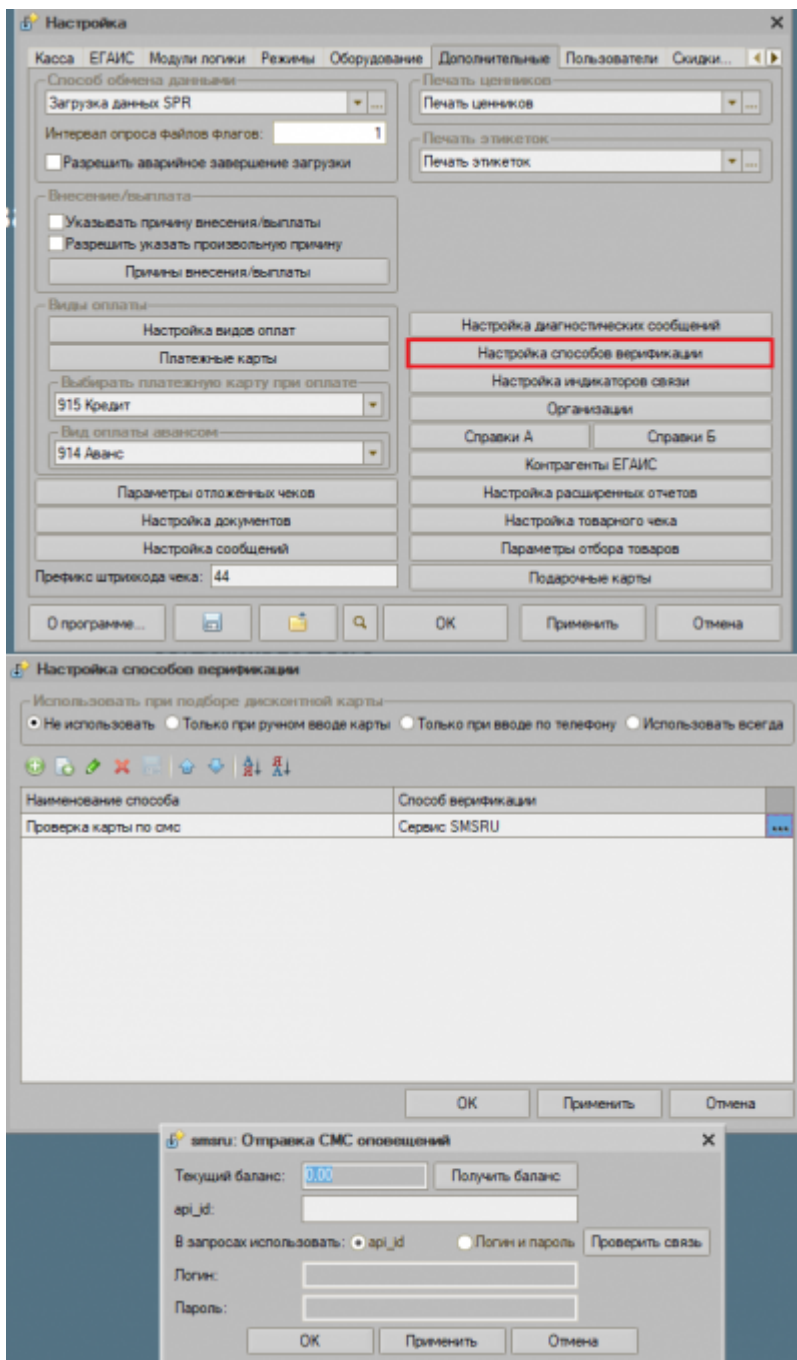 Настройка
Касса ЕГАИС Модули логики Режимы Оборудование Дополнительные Пользователи Скидки...
Способ обмена данными
Загрузка данных SPR
...
Интервал опроса файлов флагов: 1
Разрешить аварийное завершение загрузки
Печать ценников
Печать ценников
...
Печать этикеток
Печать этикеток
...
Внесение/выплата
Указывать причину внесения/выплаты
Разрешить указать произвольную причину
Причины внесения/выплаты
Виды оплаты
Настройка видов оплат
Платежные карты
Выбирать платежную карту при оплате
915 Кредит
Вид оплаты авансом
914 Аванс
Параметры отложенных чеков
Настройка документов
Настройка сообщений
Префикс штрихкода чека: 44
Настройка диагностических сообщений
Настройка способов верификации
Настройка индикаторов связи
Организации
Справки А Справки Б
Контрагенты ЕГАИС
Настройка расширенных отчетов
Настройка товарного чека
Параметры отбора товаров
Подарочные карты
О программе... ОК Применить Отмена
Настройка способов верификации
Использовать при подборе дисконтной карты
Не использовать Только при ручном вводе карты Только при вводе по телефону Использовать всегда
Наименование способа Способ верификации
Проверка карты по смс Сервис SMSRU ...
ОК Применить Отмена
smsru: Отправка СМС оповещений
Текущий баланс: 0,00 Получить баланс
api_id:
В запросах использовать: api_id Логин и пароль Проверить связь
Логин:
Пароль:
ОК Применить Отмена